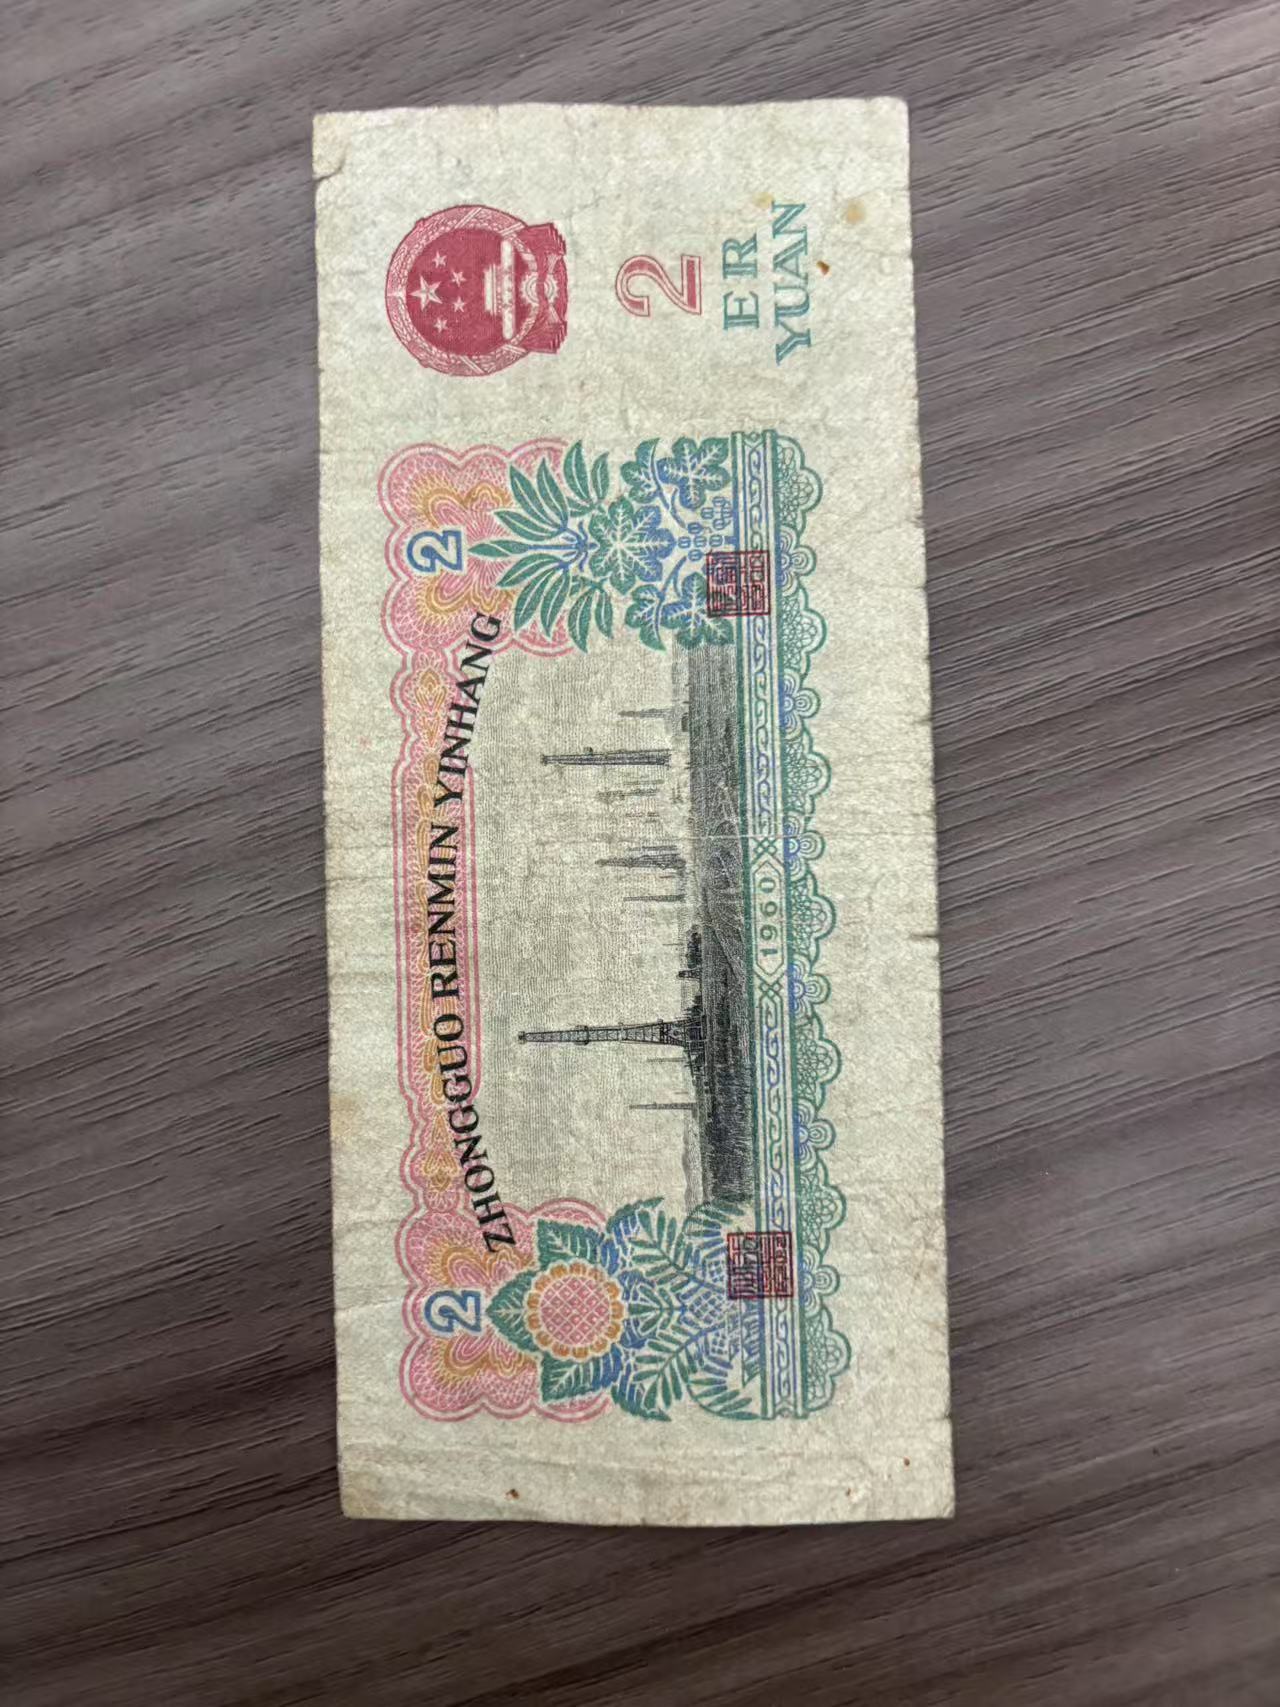 ZHONGGUO RENMIN YINHANG
2
2
2
ER
YUAN
1960